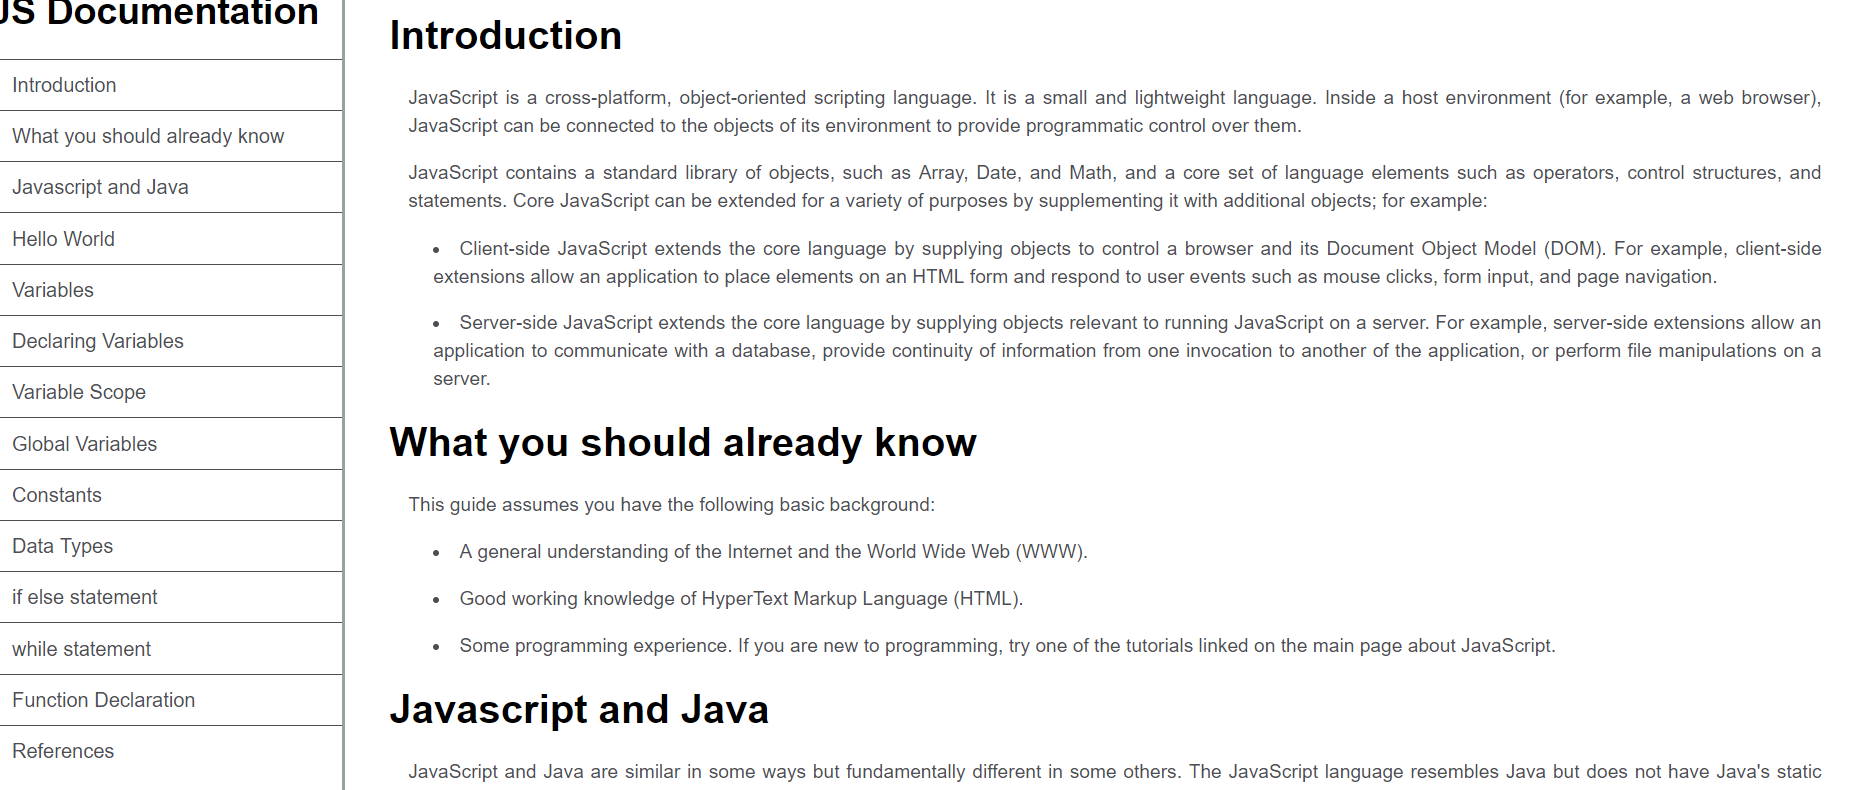 JS Documentation
Introduction
What you should already know
Javascript and Java
Hello World
Variables
Declaring Variables
Variable Scope
Global Variables
Constants
Data Types
if else statement
while statement
Function Declaration
References
Introduction
JavaScript is a cross-platform, object-oriented scripting language. It is a small and lightweight language. Inside a host environment (for example, a web browser),
JavaScript can be connected to the objects of its environment to provide programmatic control over them.
JavaScript contains a standard library of objects, such as Array, Date, and Math, and a core set of language elements such as operators, control structures, and
statements. Core JavaScript can be extended for a variety of purposes by supplementing it with additional objects; for example:
• Client-side JavaScript extends the core language by supplying objects to control a browser and its Document Object Model (DOM). For example, client-side
extensions allow an application to place elements on an HTML form and respond to user events such as mouse clicks, form input, and page navigation.
• Server-side JavaScript extends the core language by supplying objects relevant to running JavaScript on a server. For example, server-side extensions allow an
application to communicate with a database, provide continuity of information from one invocation to another of the application, or perform file manipulations on a
server.
What you should already know
This guide assumes you have the following basic background:
• A general understanding of the Internet and the World Wide Web (WWW).
• Good working knowledge of HyperText Markup Language (HTML).
• Some programming experience. If you are new to programming, try one of the tutorials linked on the main page about JavaScript.
Javascript and Java
JavaScript and Java are similar in some ways but fundamentally different in some others. The JavaScript language resembles Java but does not have Java's static